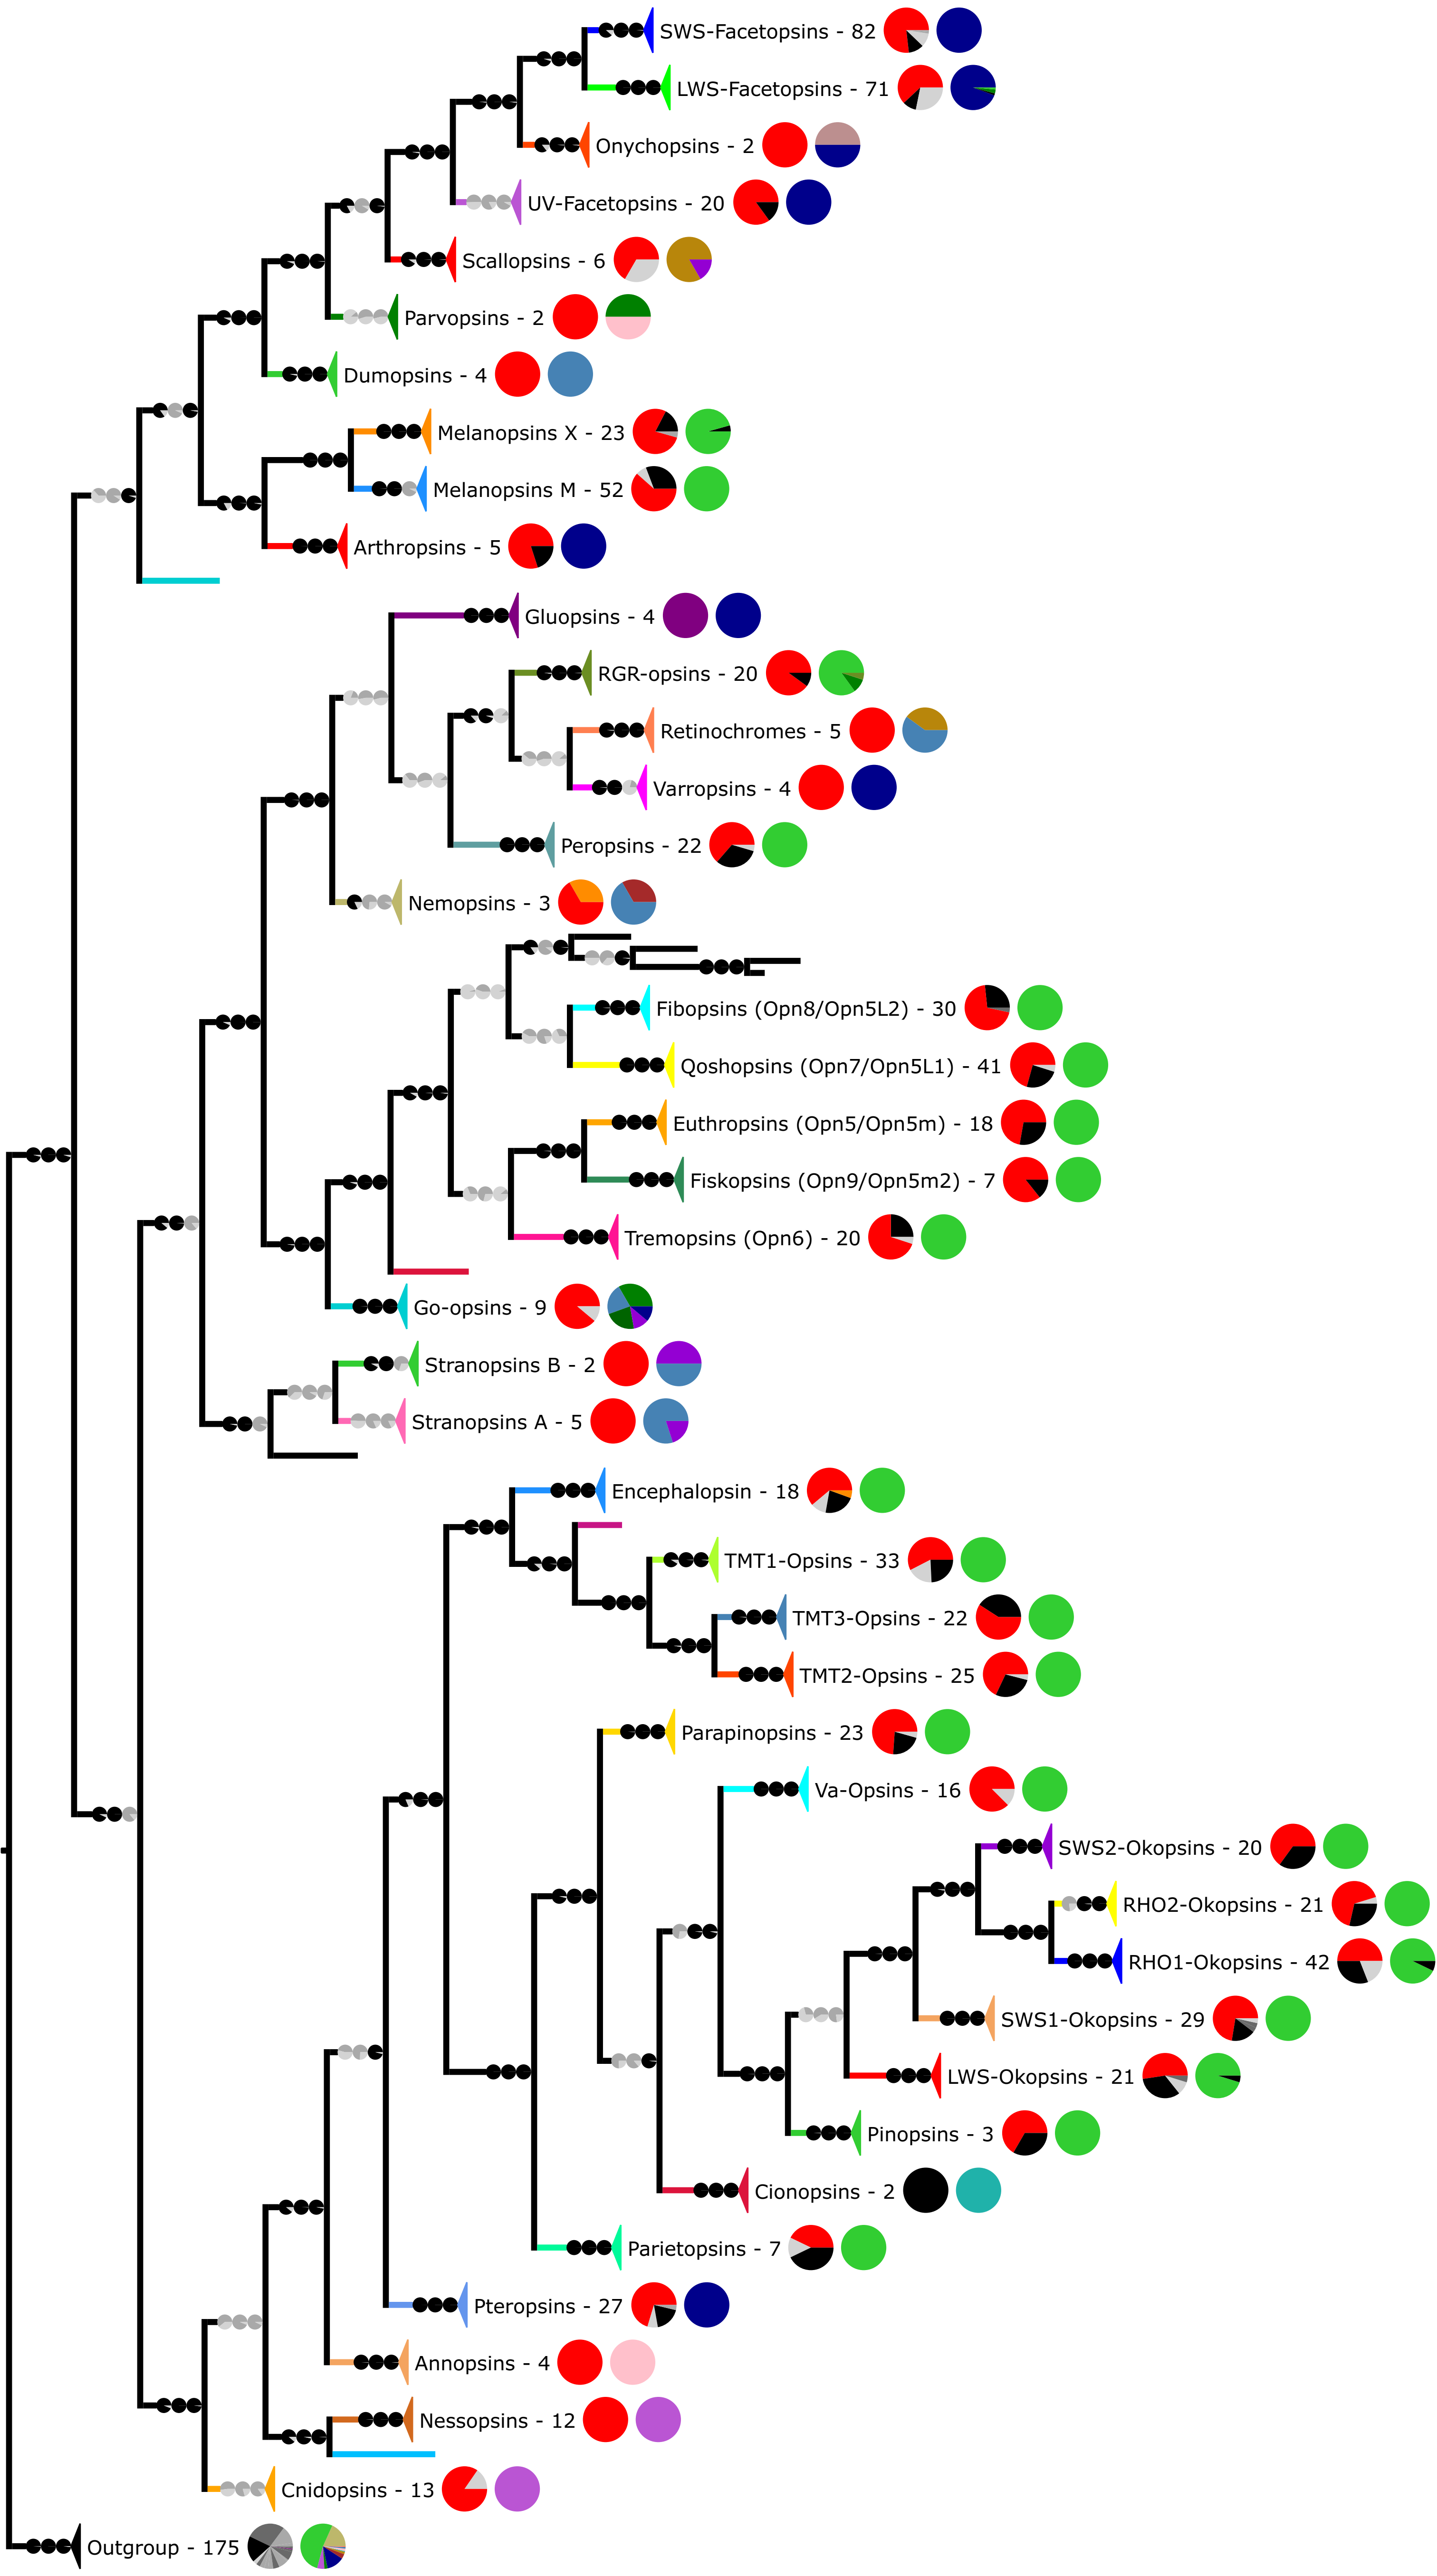 SWS-Facetopsins - 82
LWS-Facetopsins - 71
Onychopsins - 2
UV-Facetopsins - 20
Scallopsins - 6
Parvopsins - 2
Dumopsins - 4
Melanopsins X - 23
Melanopsins M - 52
Arthropsins - 5
Gluopsins - 4
RGR-opsins - 20
Retinochromes - 5
Varropsins - 4
Peropsins - 22
Nemopsins - 3
Fibopsins (Opn8/Opn5L2) - 30
Qoshopsins (Opn7/Opn5L1) - 41
Euthropsins (Opn5/Opn5m) - 18
Fiskopsins (Opn9/Opn5m2) - 7
Tremopsins (Opn6) - 20
Go-opsins - 9
Stranopsins B - 2
Stranopsins A - 5
Encephalopsin - 18
TMT1-Opsins - 33
TMT3-Opsins - 22
TMT2-Opsins - 25
Parapinopsins - 23
Va-Opsins - 16
SWS2-Okopsins - 20
RHO2-Okopsins - 21
RHO1-Okopsins - 42
SWS1-Okopsins - 29
LWS-Okopsins - 21
Pinopsins - 3
Cionopsins - 2
Parietopsins - 7
Pteropsins - 27
Annopsins - 4
Nessopsins - 12
Cnidopsins - 13
Outgroup - 175